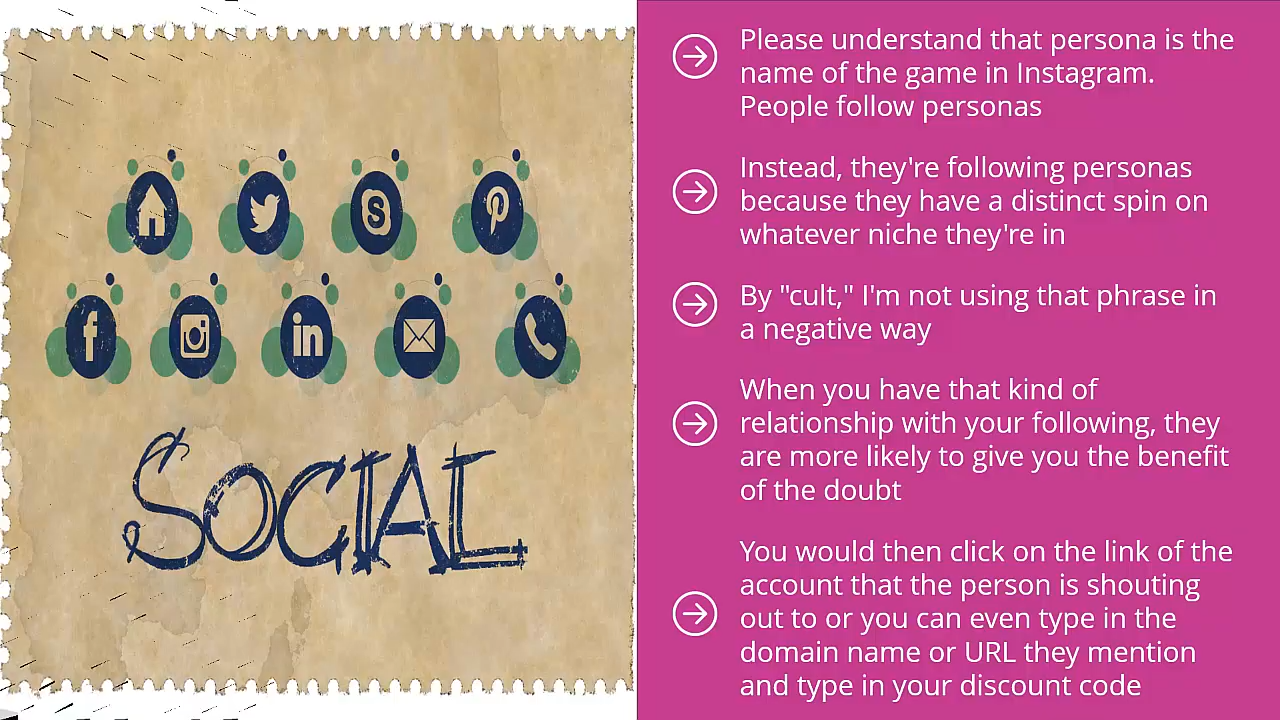 SOCIAL
Please understand that persona is the
name of the game in Instagram.
People follow personas
Instead, they're following personas
because they have a distinct spin on
whatever niche they're in
By "cult," I'm not using that phrase in
a negative way
When you have that kind of
relationship with your following, they
are more likely to give you the benefit
of the doubt
You would then click on the link of the
account that the person is shouting
out to or you can even type in the
domain name or URL they mention
and type in your discount code